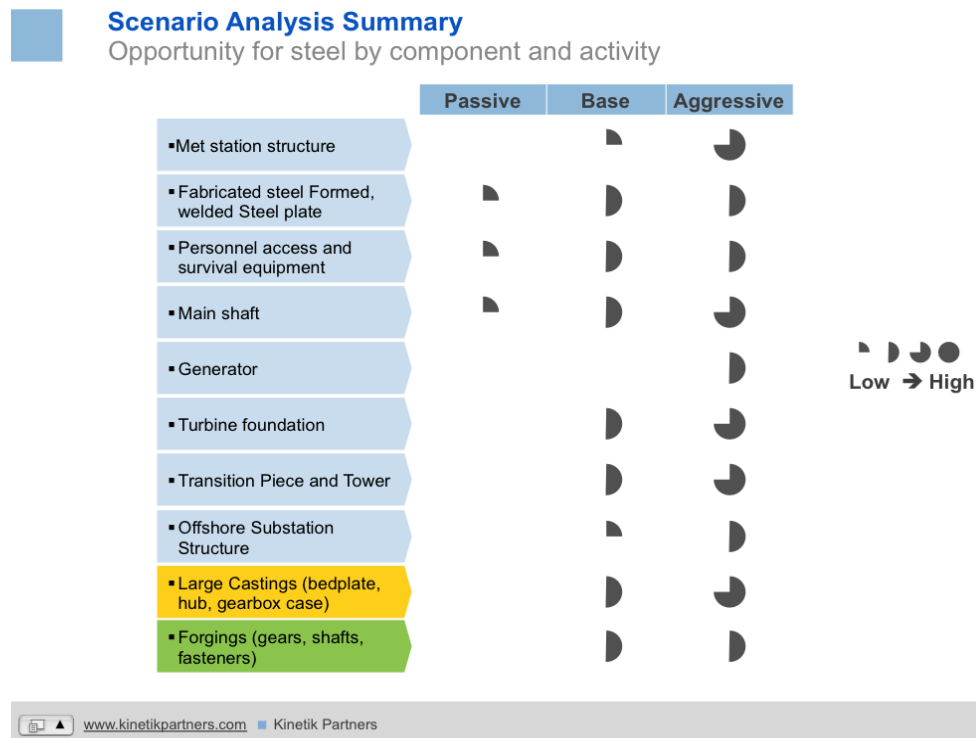 Scenario Analysis Summary
Opportunity for steel by component and activity
Passive Base Aggressive
▪Met station structure
▪Fabricated steel Formed,
welded Steel plate
▪Personnel access and
survival equipment
▪Main shaft
▪Generator
Low ➔ High
▪Turbine foundation
▪Transition Piece and Tower
▪Offshore Substation
Structure
▪Large Castings (bedplate,
hub, gearbox case)
▪Forgings (gears, shafts,
fasteners)
www.kinetikpartners.com ■ Kinetik Partners